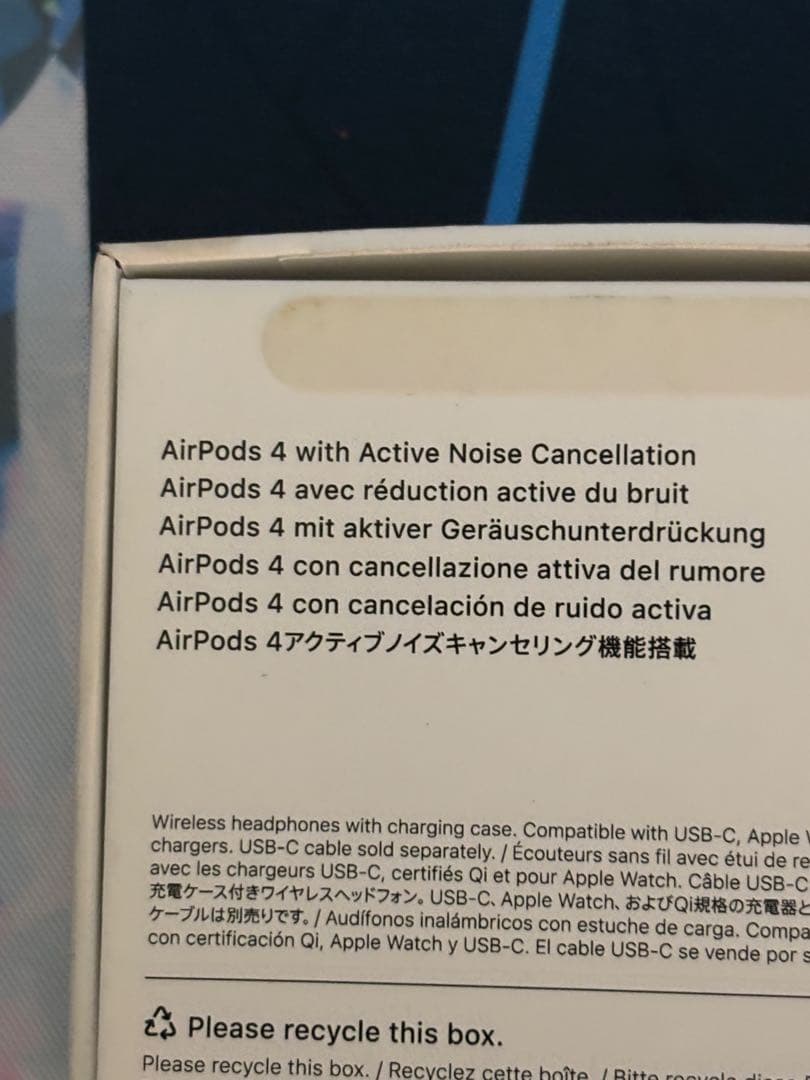 AirPods 4 with Active Noise Cancellation
AirPods 4 avec réduction active du bruit
AirPods 4 mit aktiver Geräuschunterdrückung
AirPods 4 con cancellazione attiva del rumore
AirPods 4 con cancelación de ruido activa
AirPods 4アクティブノイズキャンセリング機能搭載
Wireless headphones with charging case. Compatible with USB-C, Apple
chargers. USB-C cable sold separately. / Écouteurs sans fil avec étui de re
avec les chargeurs USB-C, certifiés Qi et pour Apple Watch. Câble USB-C
充電ケース付きワイヤレスヘッドフォン。USB-C、Apple Watch、およびQi規格の充電器と
ケーブルは別売りです。/ Audífonos inalámbricos con estuche de carga. Compa
con certificación Qi, Apple Watch y USB-C. El cable USB-C se vende por s
Please recycle this box.
Please recycle this box. / Recyclez cette boîte. / Bitte recycle